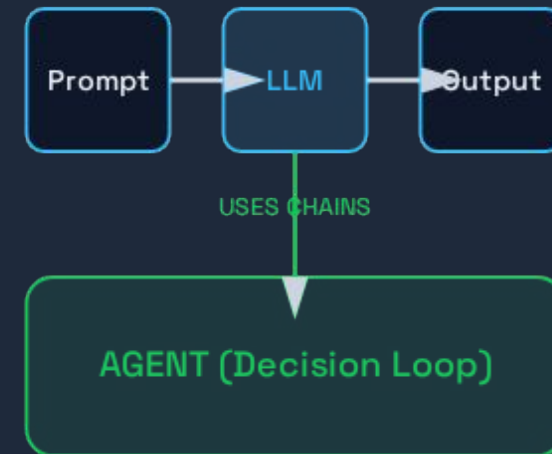 Prompt
LLM
Output
USES CHAINS
AGENT (Decision Loop)